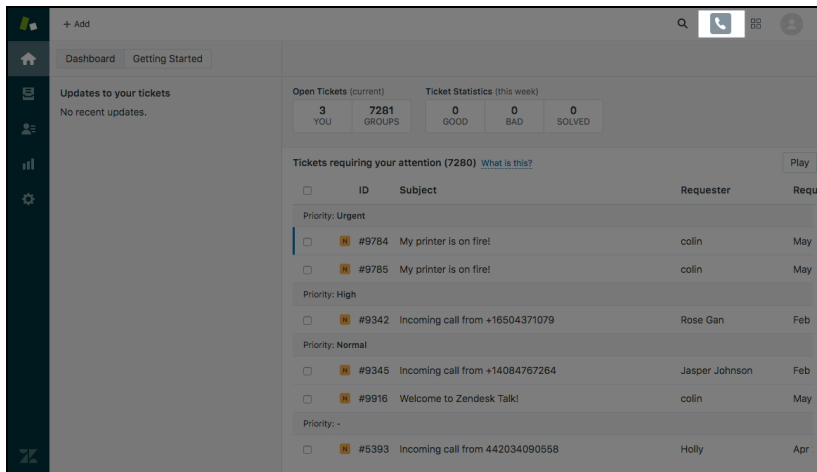 + Add
Dashboard Getting Started
Updates to your tickets
No recent updates.
Open Tickets (current) Ticket Statistics (this week)
3 7281 0 0 0
YOU GROUPS GOOD BAD SOLVED
Tickets requiring your attention (7280) What is this? Play
ID Subject Requester Requ
Priority: Urgent
N #9784 My printer is on fire! colin May
N #9785 My printer is on fire! colin May
Priority: High
N #9342 Incoming call from +16504371079 Rose Gan Feb
Priority: Normal
N #9345 Incoming call from +14084767264 Jasper Johnson Feb
N #9916 Welcome to Zendesk Talk! colin May
Priority: -
N #5393 Incoming call from 442034090558 Holly Apr